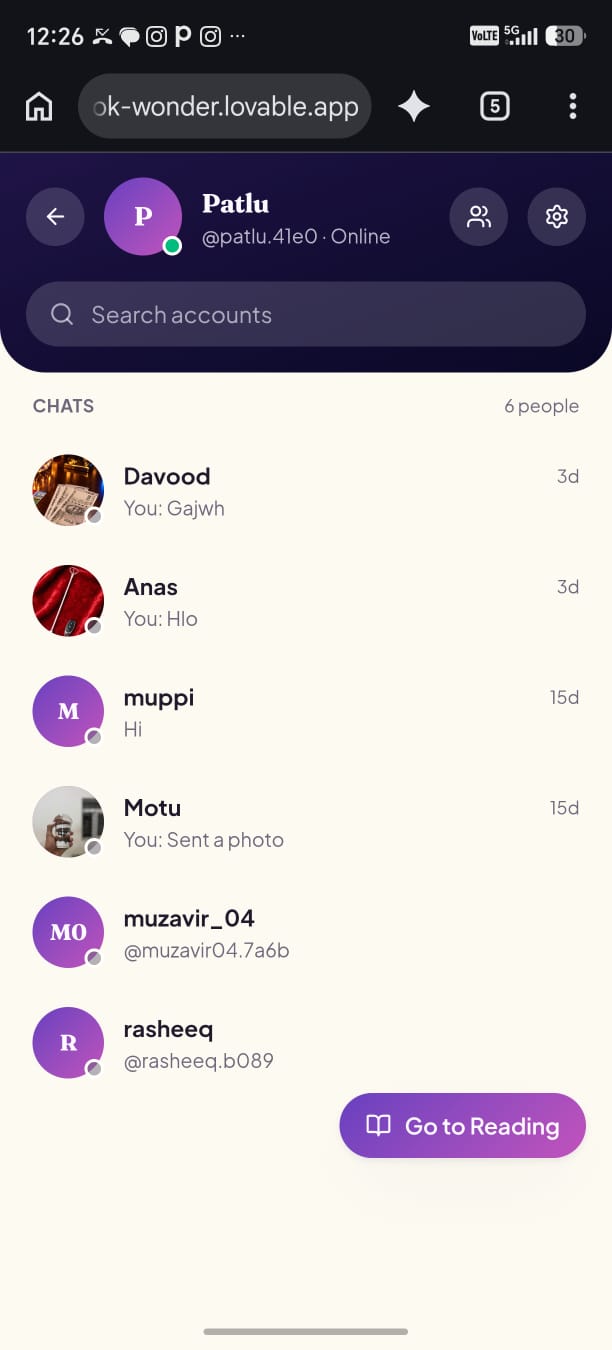 12:26 ... VoLTE 5G 30
ok-wonder.lovable.app 5
P
Patlu
@patlu.41e0 · Online
Search accounts
CHATS 6 people
Davood 3d
You: Gajwh
Anas 3d
You: Hlo
M
muppi 15d
Hi
Motu 15d
You: Sent a photo
MO
muzavir_04
@muzavir04.7a6b
R
rasheeq
@rasheeq.b089
Go to Reading